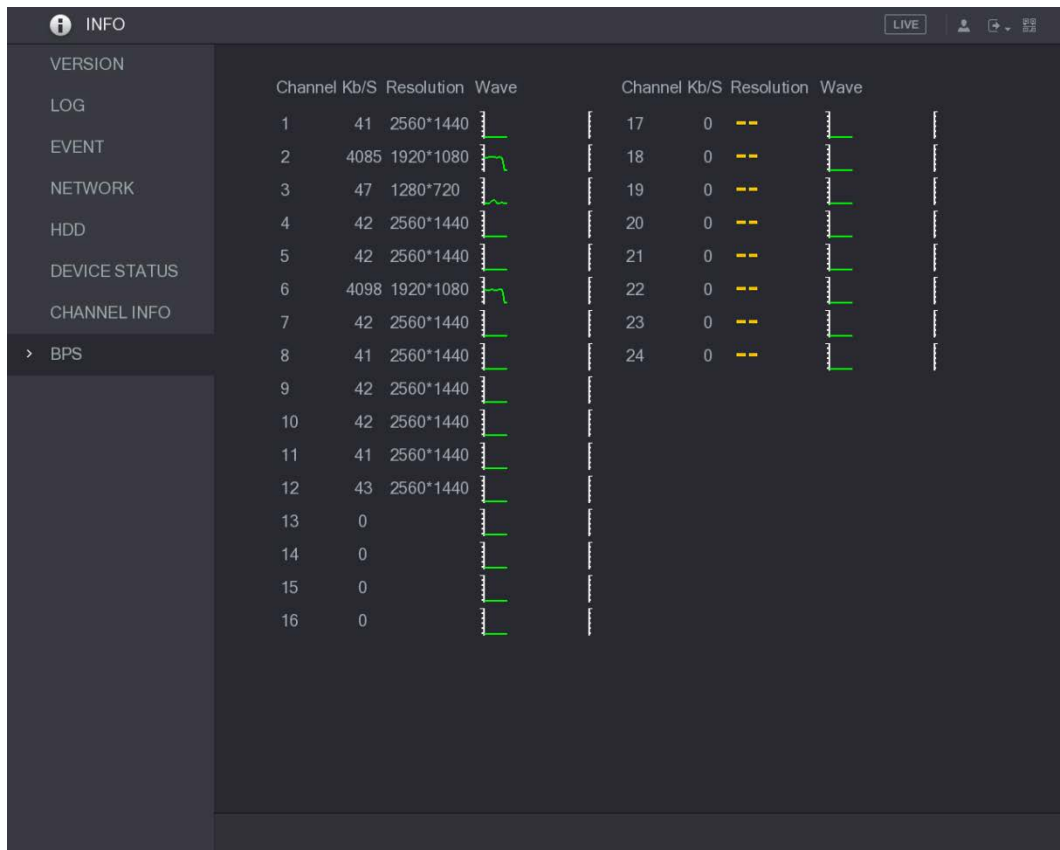 INFO LIVE
VERSION
LOG
EVENT
NETWORK
HDD
DEVICE STATUS
CHANNEL INFO
> BPS
Channel Kb/S Resolution Wave
1 41 2560*1440
2 4085 1920*1080
3 47 1280*720
4 42 2560*1440
5 42 2560*1440
6 4098 1920*1080
7 42 2560*1440
8 41 2560*1440
9 42 2560*1440
10 42 2560*1440
11 41 2560*1440
12 43 2560*1440
13 0
14 0
15 0
16 0
Channel Kb/S Resolution Wave
17 0 --
18 0 --
19 0 --
20 0 --
21 0 --
22 0 --
23 0 --
24 0 --